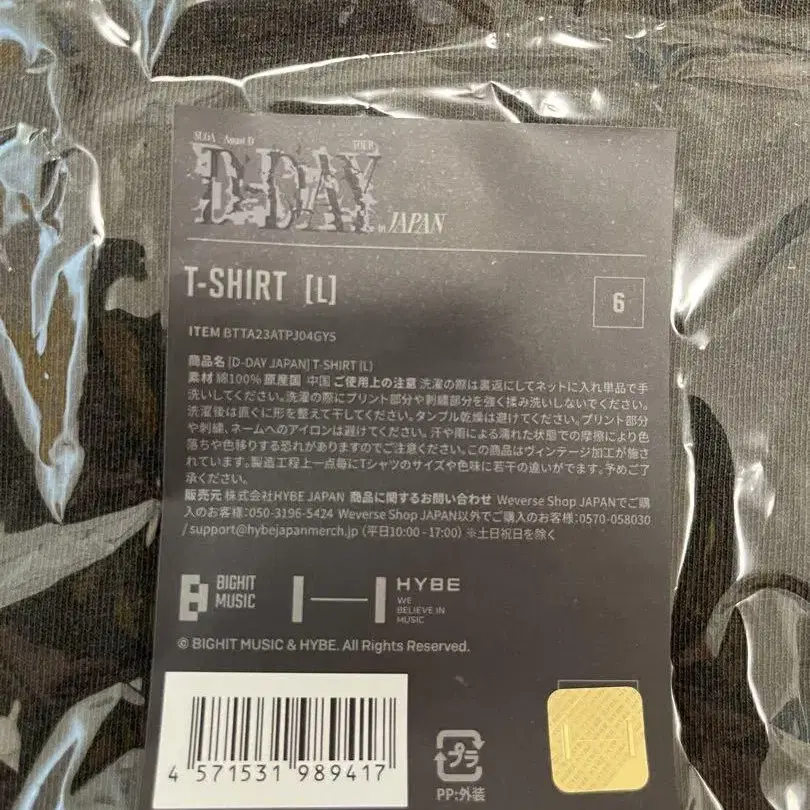 SUGA Agust D TOUR
D-DAY
in JAPAN
T-SHIRT [L]
6
ITEM BTTA23ATPJ04GY5
商品名 [D-DAY JAPAN] T-SHIRT (L)
素材 綿100% 原産国 中国 ご使用上の注意 洗濯の際は裏返にしてネットに入れ単品で手
洗いしてください。洗濯の際にプリント部分や刺繍部分を強く揉み洗いしないでください。
洗濯後は直ぐに形を整えて干してください。タンブル乾燥は避けてください。プリント部分
や刺繍、ネームへのアイロンは避けてください。汗や雨による濡れた状態での摩擦により色
落ちや色移りする恐れがありますのでご注意ください。この商品はヴィンテージ加工が施さ
れています。製造工程上一点毎にTシャツのサイズや色味に若干の違いがでます。予めご了
承ください。
販売元 株式会社HYBE JAPAN 商品に関するお問い合わせ Weverse Shop JAPANでご購
入のお客様：050-3196-5424 Weverse Shop JAPAN以外でご購入のお客様：0570-058030
/ support@hybejapanmerch.jp （平日10:00 - 17:00） ※土日祝日を除く
BIGHIT
MUSIC
HYBE
WE
BELIEVE IN
MUSIC
© BIGHIT MUSIC & HYBE. All Rights Reserved.
4 571531 989417
プラ
PP:外装